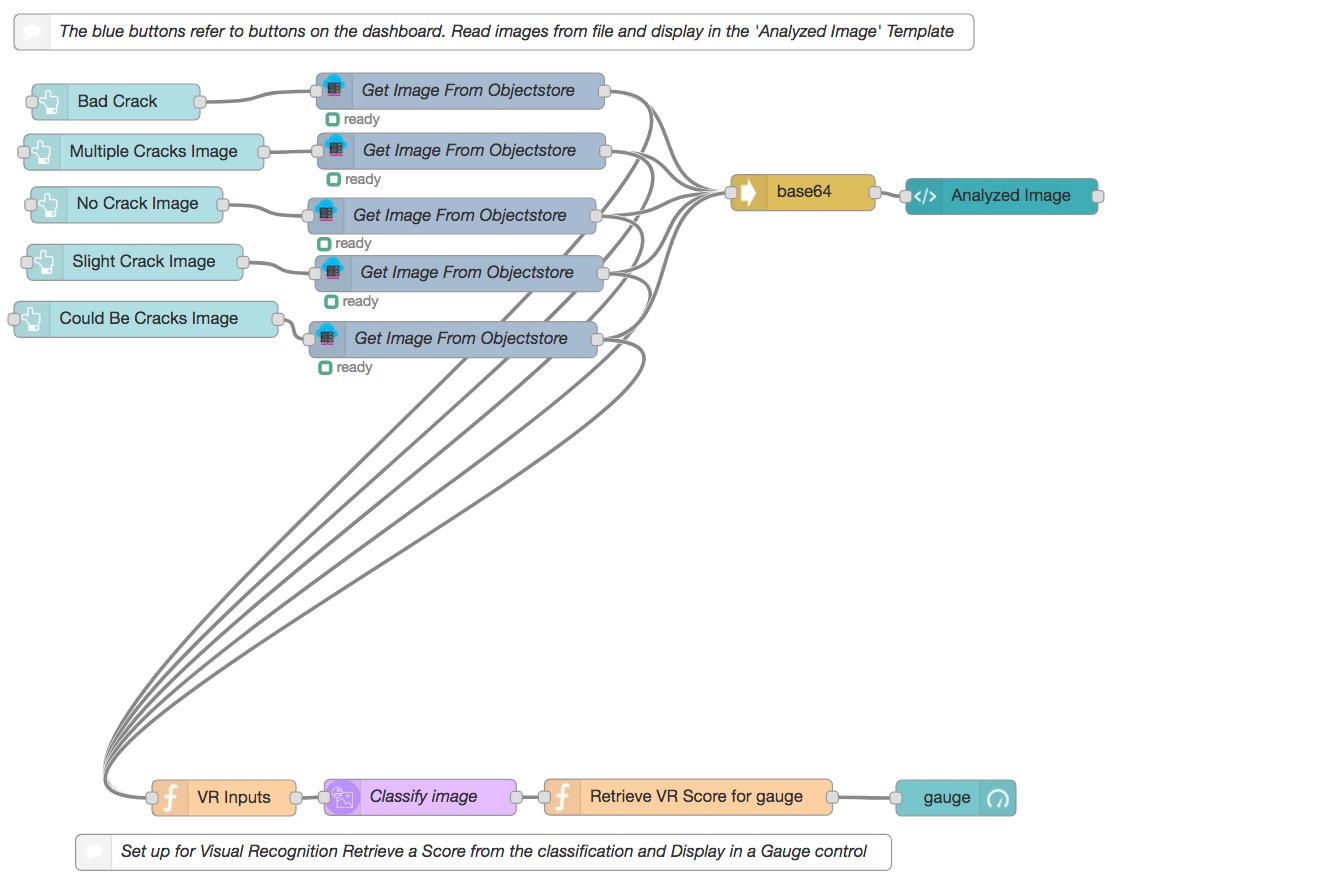 The blue buttons refer to buttons on the dashboard. Read images from file and display in the 'Analyzed Image' Template
Bad Crack
Get Image From Objectstore
ready
Multiple Cracks Image
Get Image From Objectstore
ready
base64
Analyzed Image
No Crack Image
Get Image From Objectstore
ready
Slight Crack Image
Get Image From Objectstore
ready
Could Be Cracks Image
Get Image From Objectstore
ready
VR Inputs
Classify image
Retrieve VR Score for gauge
gauge
Set up for Visual Recognition Retrieve a Score from the classification and Display in a Gauge control